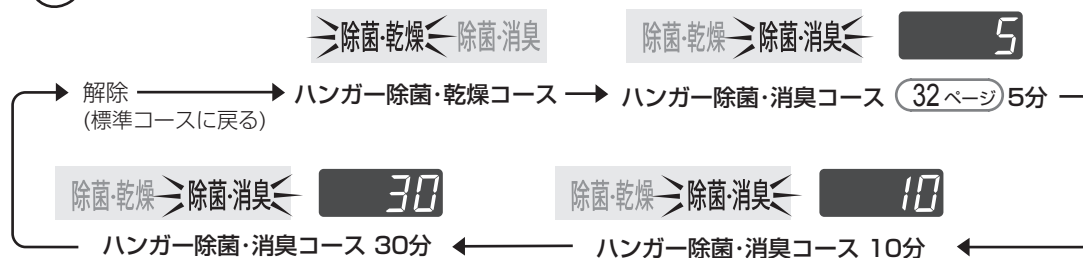 除菌·乾燥 除菌·消臭
除菌·乾燥 除菌·消臭 5
解除
(標準コースに戻る)
ハンガー除菌·乾燥コース
ハンガー除菌·消臭コース 32ページ 5分
除菌·乾燥 除菌·消臭 30
除菌·乾燥 除菌·消臭 10
ハンガー除菌·消臭コース 30分
ハンガー除菌·消臭コース 10分